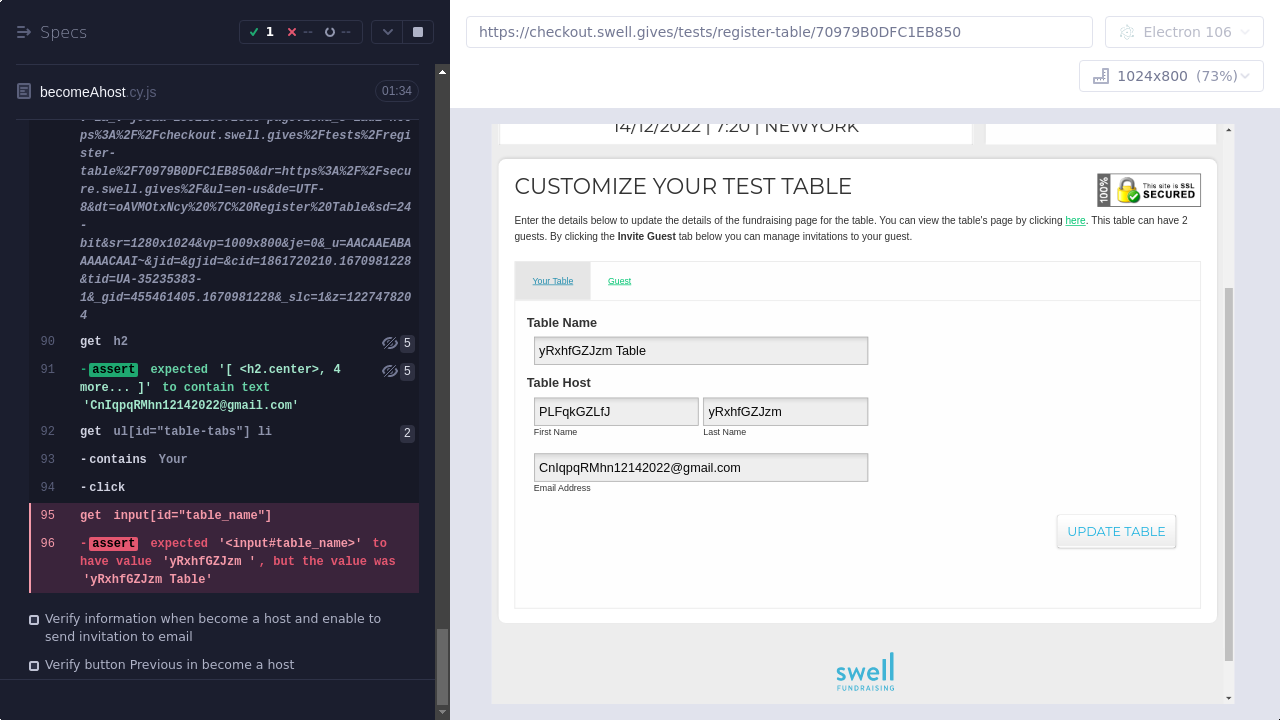 Specs
1
--
--
https://checkout.swell.gives/tests/register-table/70979B0DFC1EB850
Electron 106
1024x800 (73%)
becomeAhost.cy.js
01:34
ps%3A%2F%2Fcheckout.swell.gives%2Ftests%2Fregi
ster-
table%2F70979B0DFC1EB850&dr=https%3A%2F%2Fsecu
re.swell.gives%2F&ul=en-us&de=UTF-
8&dt=oAVMOtxNcy%20%7C%20Register%20Table&sd=24
-
bit&sr=1280x1024&vp=1009x800&je=0&_u=AACAAEABA
AAAACAAI~&jid=&gjid=&cid=1861720210.1670981228
&tid=UA-35235383-
1&_gid=455461405.1670981228&_slc=1&z=122747820
4
90 get h2 5
91 -assert expected '[ <h2.center>, 4 5
more... ]' to contain text
'CnIqpqRMhn12142022@gmail.com'
92 get ul[id="table-tabs"] li 2
93 -contains Your
94 -click
95 get input[id="table_name"]
96 -assert expected '<input#table_name>' to
have value 'yRxhfGZJzm ', but the value was
'yRxhfGZJzm Table'
Verify information when become a host and enable to
send invitation to email
Verify button Previous in become a host
14/12/2022 | 7:20 | NEWYORK
CUSTOMIZE YOUR TEST TABLE
100%
This site is SSL
SECURED
Enter the details below to update the details of the fundraising page for the table. You can view the table's page by clicking here. This table can have 2
guests. By clicking the Invite Guest tab below you can manage invitations to your guest.
Your Table
Guest
Table Name
yRxhfGZJzm Table
Table Host
PLFqkGZLfJ
yRxhfGZJzm
First Name
Last Name
CnIqpqRMhn12142022@gmail.com
Email Address
UPDATE TABLE
swell
FUNDRAISING